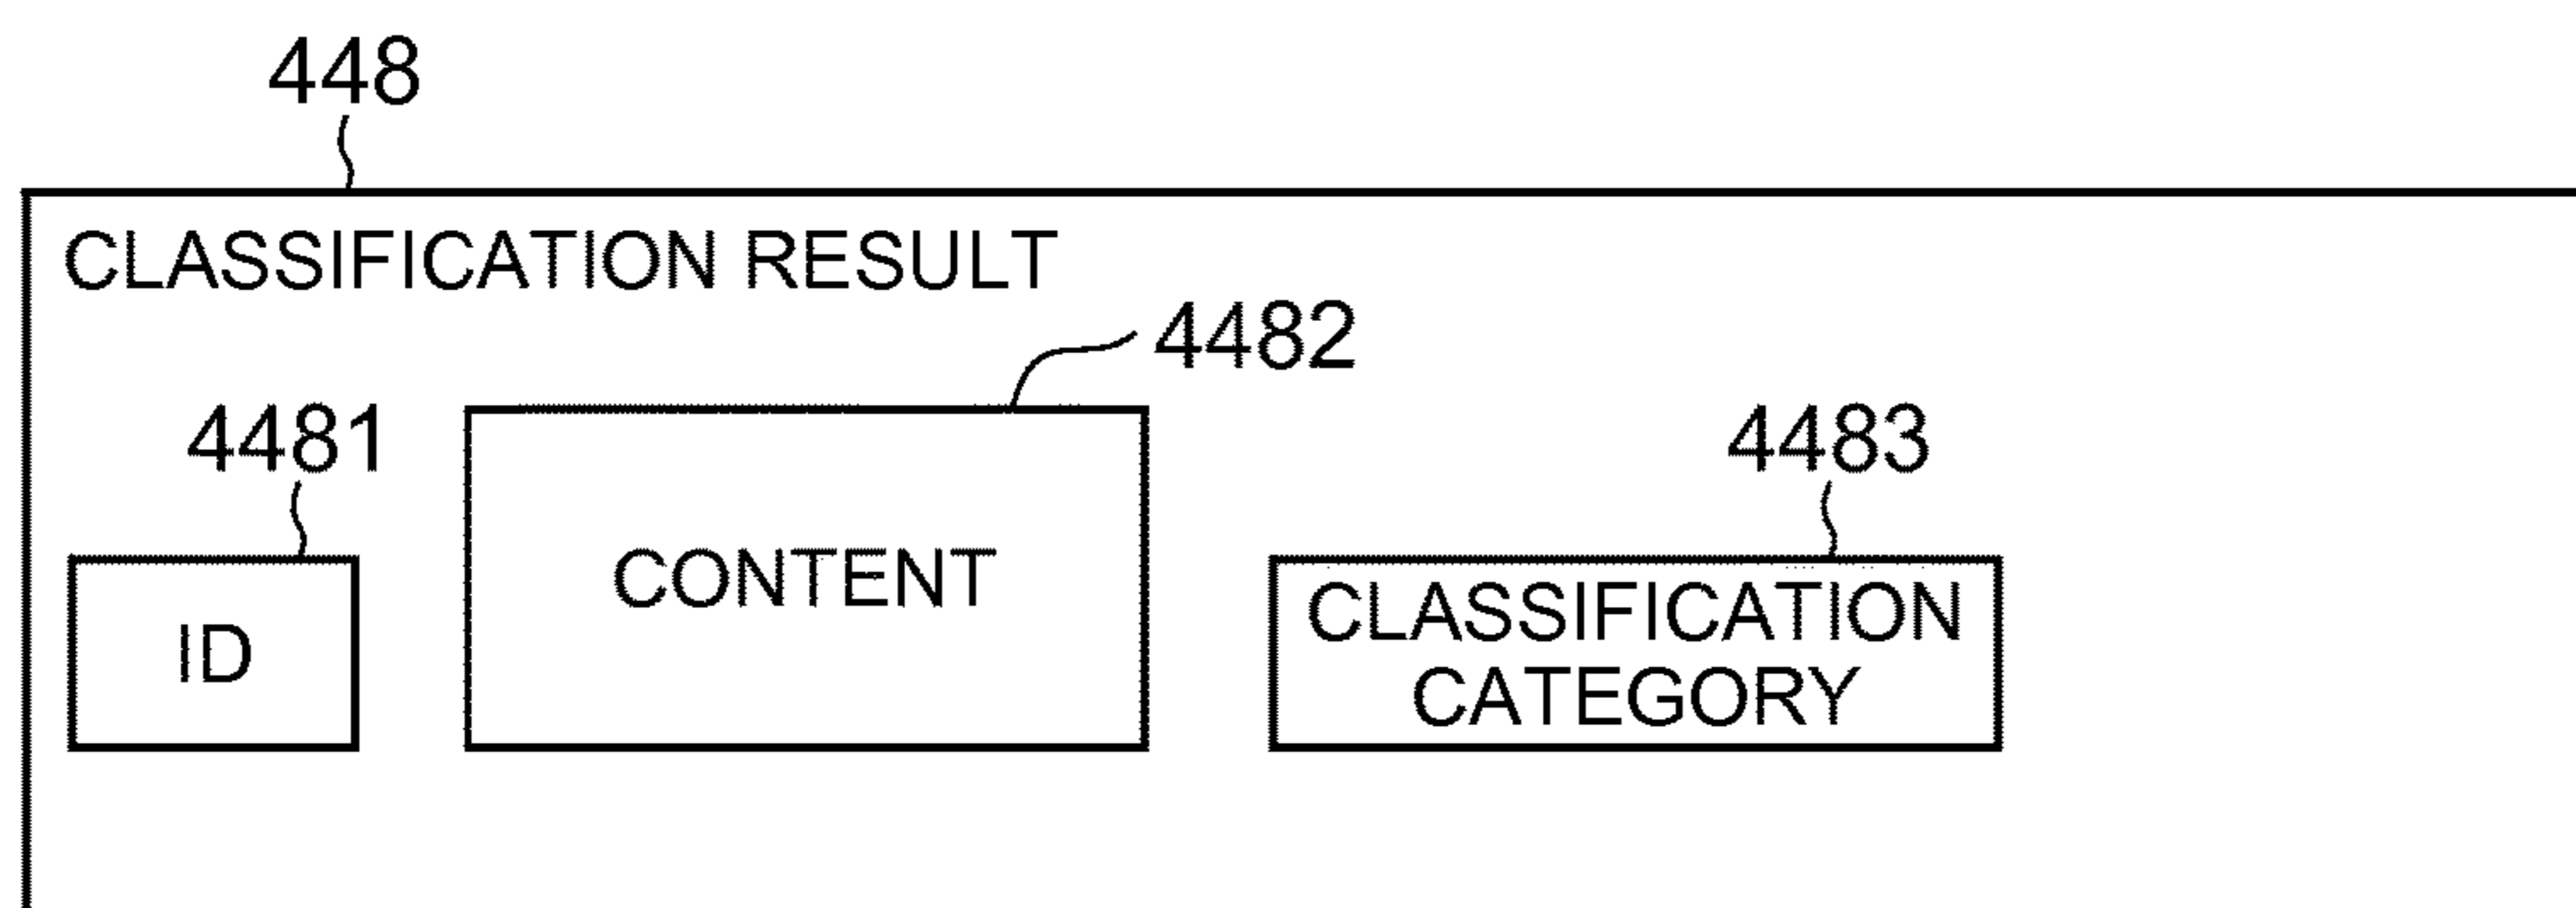 448
CLASSIFICATION RESULT
4482
4481
4483
CONTENT
ID
CLASSIFICATION
CATEGORY